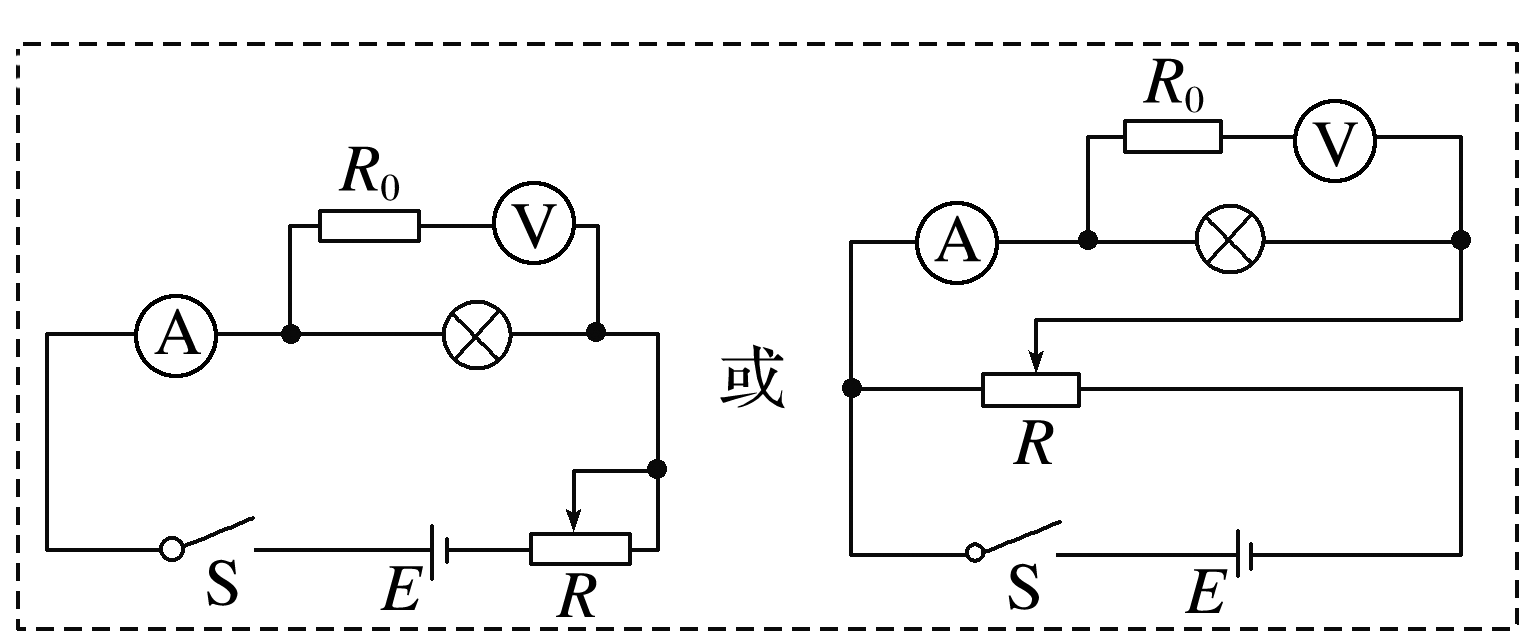 R₀ V
A
S E R
或
R₀ V
A
R
S E